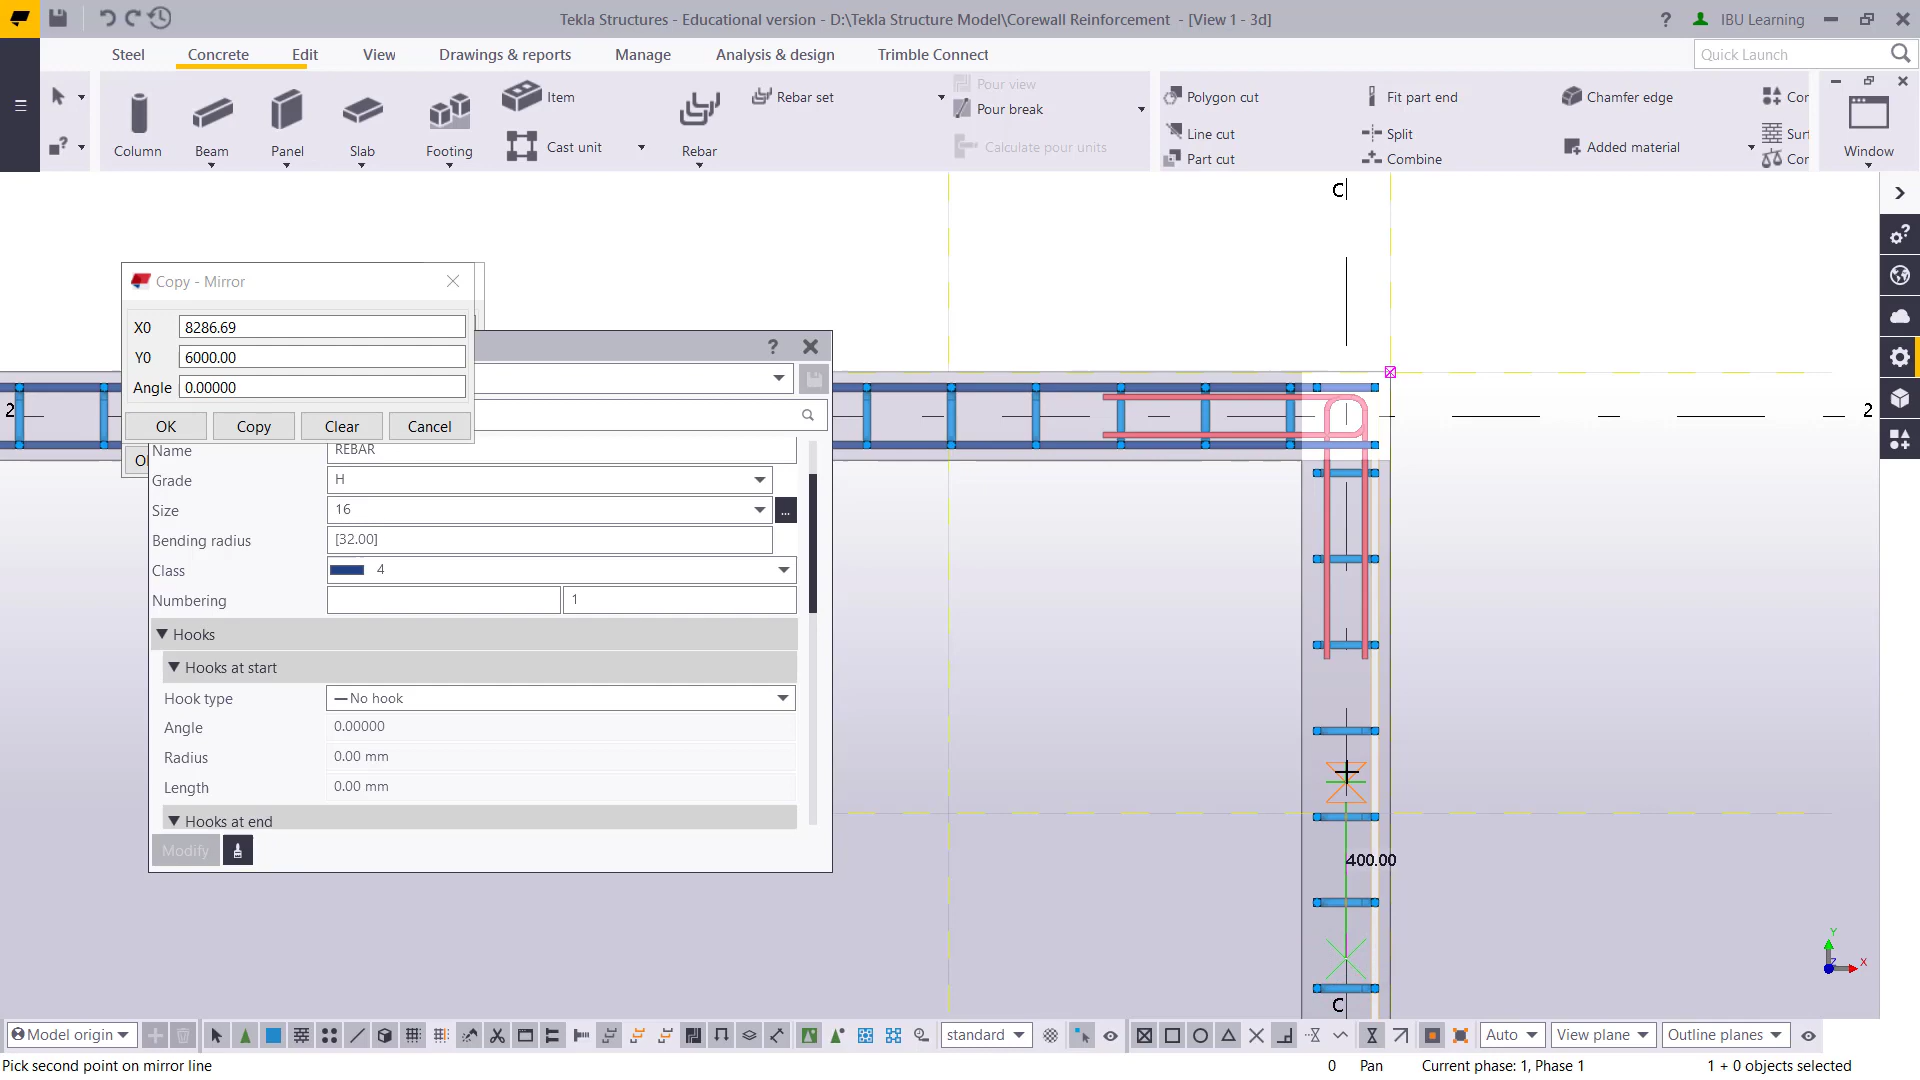 Tekla Structures - Educational version - D:\Tekla Structure Model\Corewall Reinforcement - [View 1 - 3d]
? IBU Learning
Steel Concrete Edit View Drawings & reports Manage Analysis & design Trimble Connect
Quick Launch
Column
Beam
Panel
Slab
Footing
Item
Cast unit
Rebar
Rebar set
Pour view
Pour break
Calculate pour units
Polygon cut
Line cut
Part cut
Fit part end
Split
Combine
Chamfer edge
Added material
Window
C
2
2
C
400.00
Y
X
Copy - Mirror
X0 8286.69
Y0 6000.00
Angle 0.00000
OK Copy Clear Cancel
?
Name REBAR
Grade H
Size 16 ...
Bending radius [32.00]
Class 4
Numbering 1
Hooks
Hooks at start
Hook type No hook
Angle 0.00000
Radius 0.00 mm
Length 0.00 mm
Hooks at end
Modify
Model origin standard Auto View plane Outline planes
Pick second point on mirror line
0 Pan Current phase: 1, Phase 1 1 + 0 objects selected